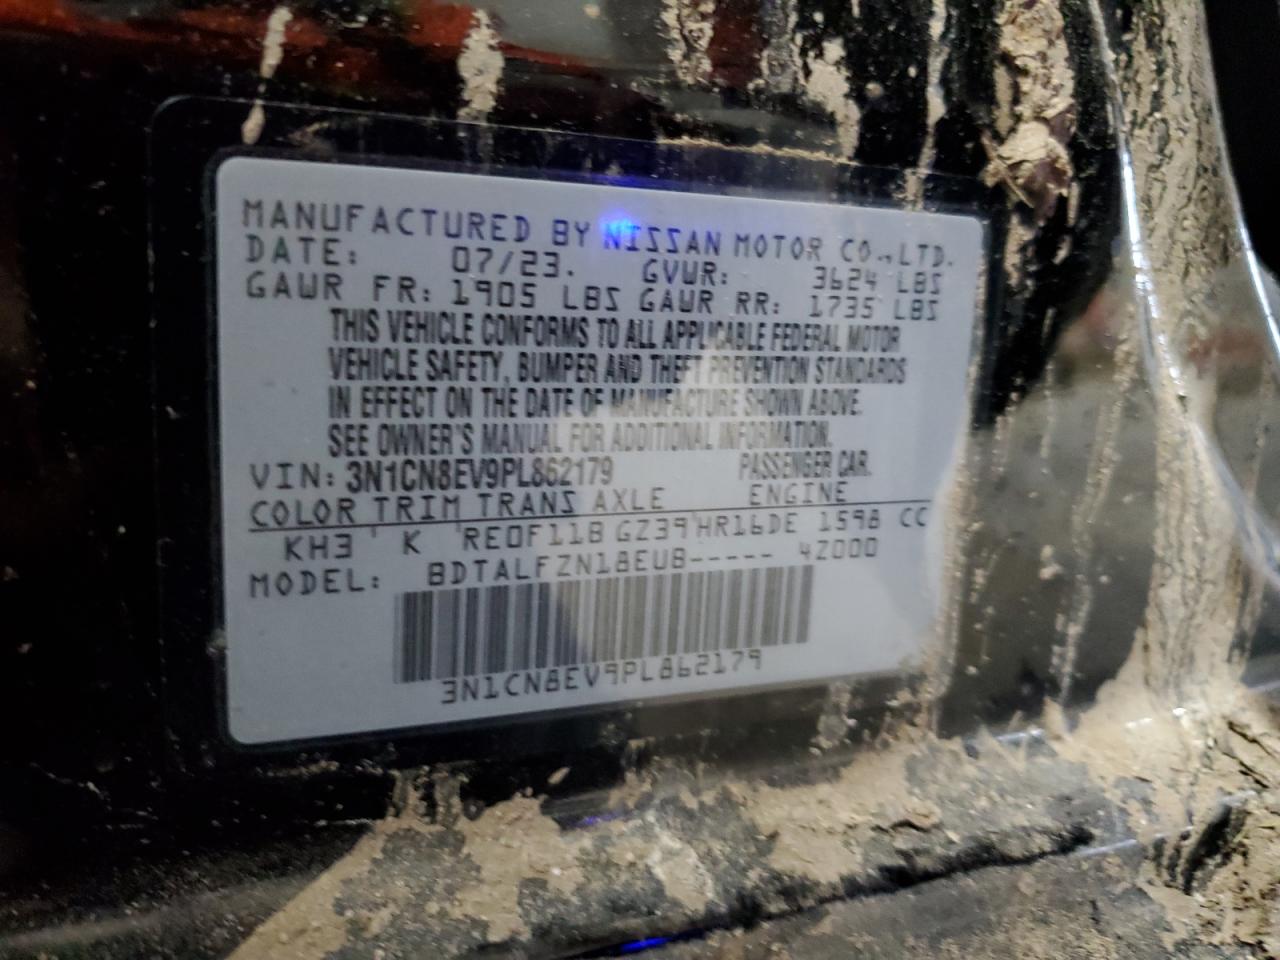 MANUFACTURED BY NISSAN MOTOR CO.,LTD.
DATE: 07/23. GVWR: 3624 LBS
GAWR FR: 1905 LBS GAWR RR: 1735 LBS
THIS VEHICLE CONFORMS TO ALL APPLICABLE FEDERAL MOTOR
VEHICLE SAFETY, BUMPER AND THEFT PREVENTION STANDARDS
IN EFFECT ON THE DATE OF MANUFACTURE SHOWN ABOVE.
SEE OWNER'S MANUAL FOR ADDITIONAL INFORMATION.
VIN: 3N1CN8EV9PL862179 PASSENGER CAR.
COLOR TRIM TRANS AXLE ENGINE
KH3 ' K 'RE0F11B GZ39'HR16DE 1598 CC
MODEL: BDTALFZN18EUB----- 4Z000
3N1CN8EV9PL862179